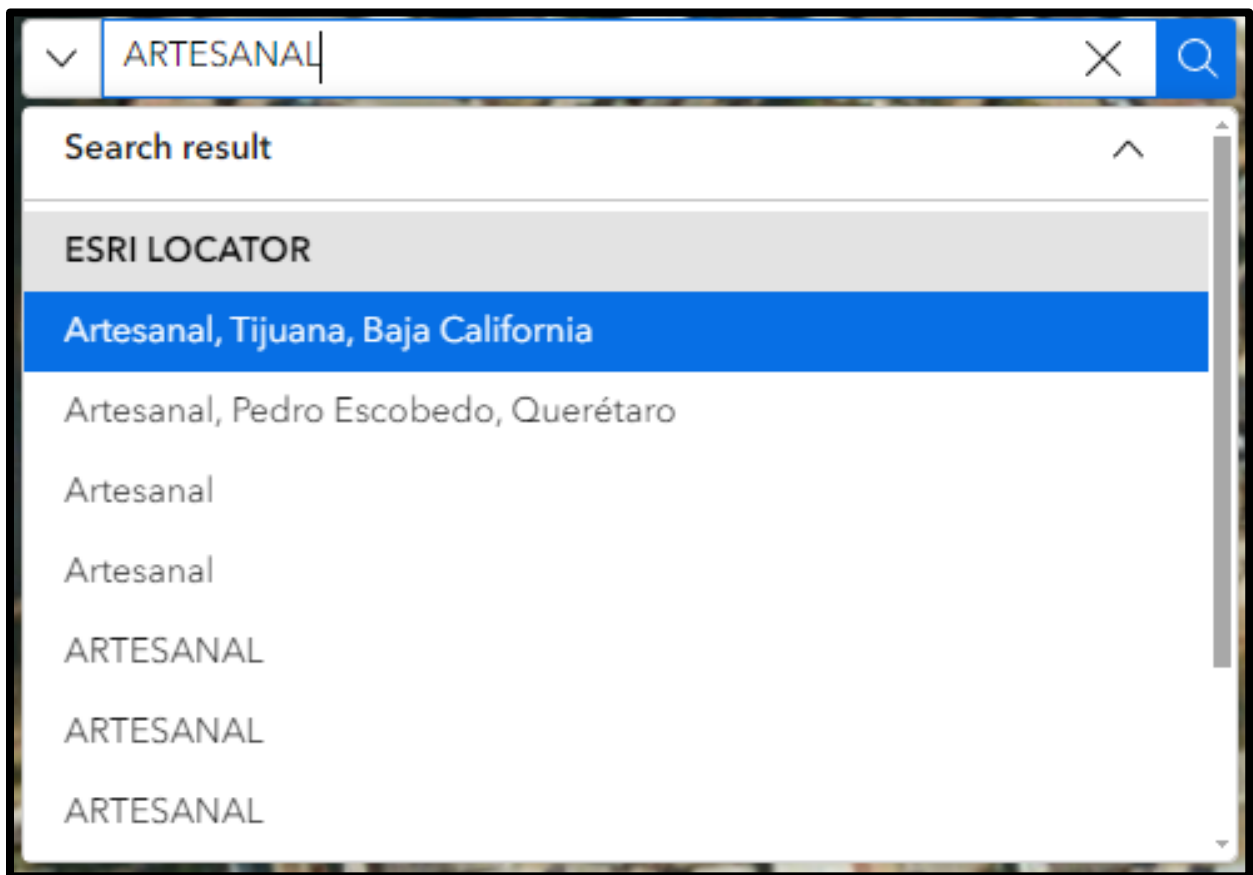 ARTESANAL
Search result
ESRI LOCATOR
Artesanal, Tijuana, Baja California
Artesanal, Pedro Escobedo, Querétaro
Artesanal
Artesanal
ARTESANAL
ARTESANAL
ARTESANAL